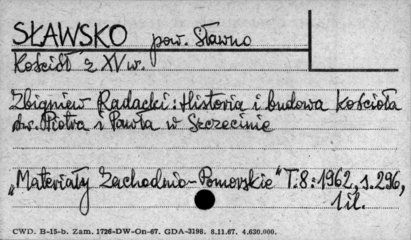 SŁAWSKO pow. Sławno
Kościół z XV w.
Zbigniew Radacki: Historia i budowa kościoła
św. Piotra i Pawła w Szczecinie
„Materiały Zachodnio-Pomorskie" T.8:1962, s.296,
1 il.
CWD. B-15-b. Zam. 1726-DW-On-67. GDA-3198. 8.11.67. 4.630.000.